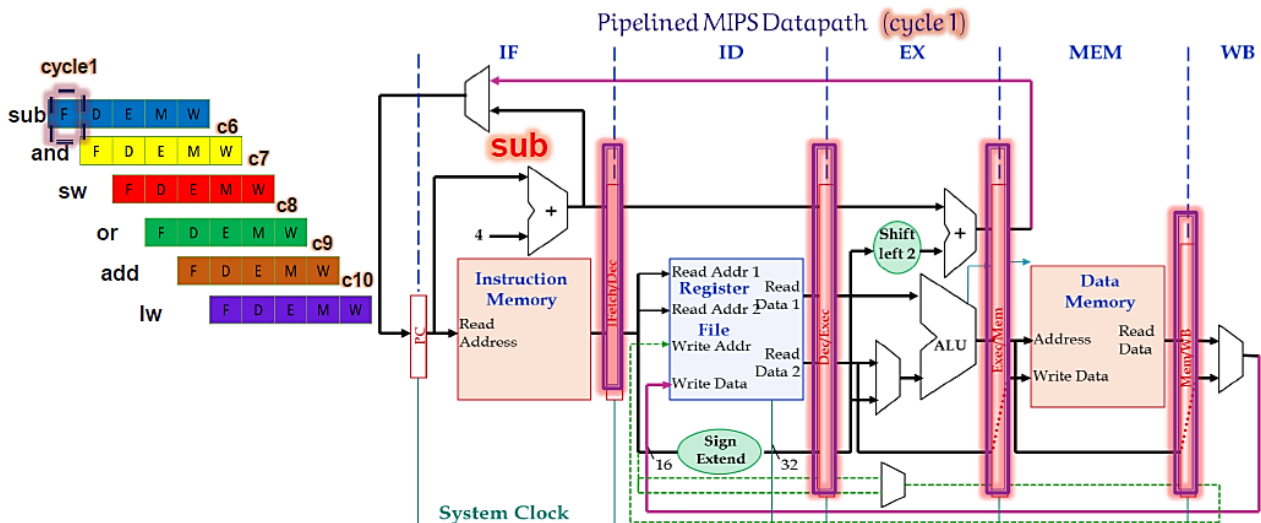 Pipelined MIPS Datapath (cycle 1)
IF
ID
EX
MEM
WB
cycle1
sub F D E M W
c6
and F D E M W
c7
sw F D E M W
c8
or F D E M W
c9
add F D E M W
c10
lw F D E M W
sub
+
4
Shift
left 2
+
PC
Instruction
Memory
Read
Address
IFetch/Dec
Read Addr 1
Register
Read
Data 1
Read Addr 2
File
Write Addr
Read
Data 2
Write Data
Dec/Exec
ALU
Exec/Mem
Data
Memory
Address
Read
Data
Write Data
Mem/WB
Sign
Extend
16
32
System Clock